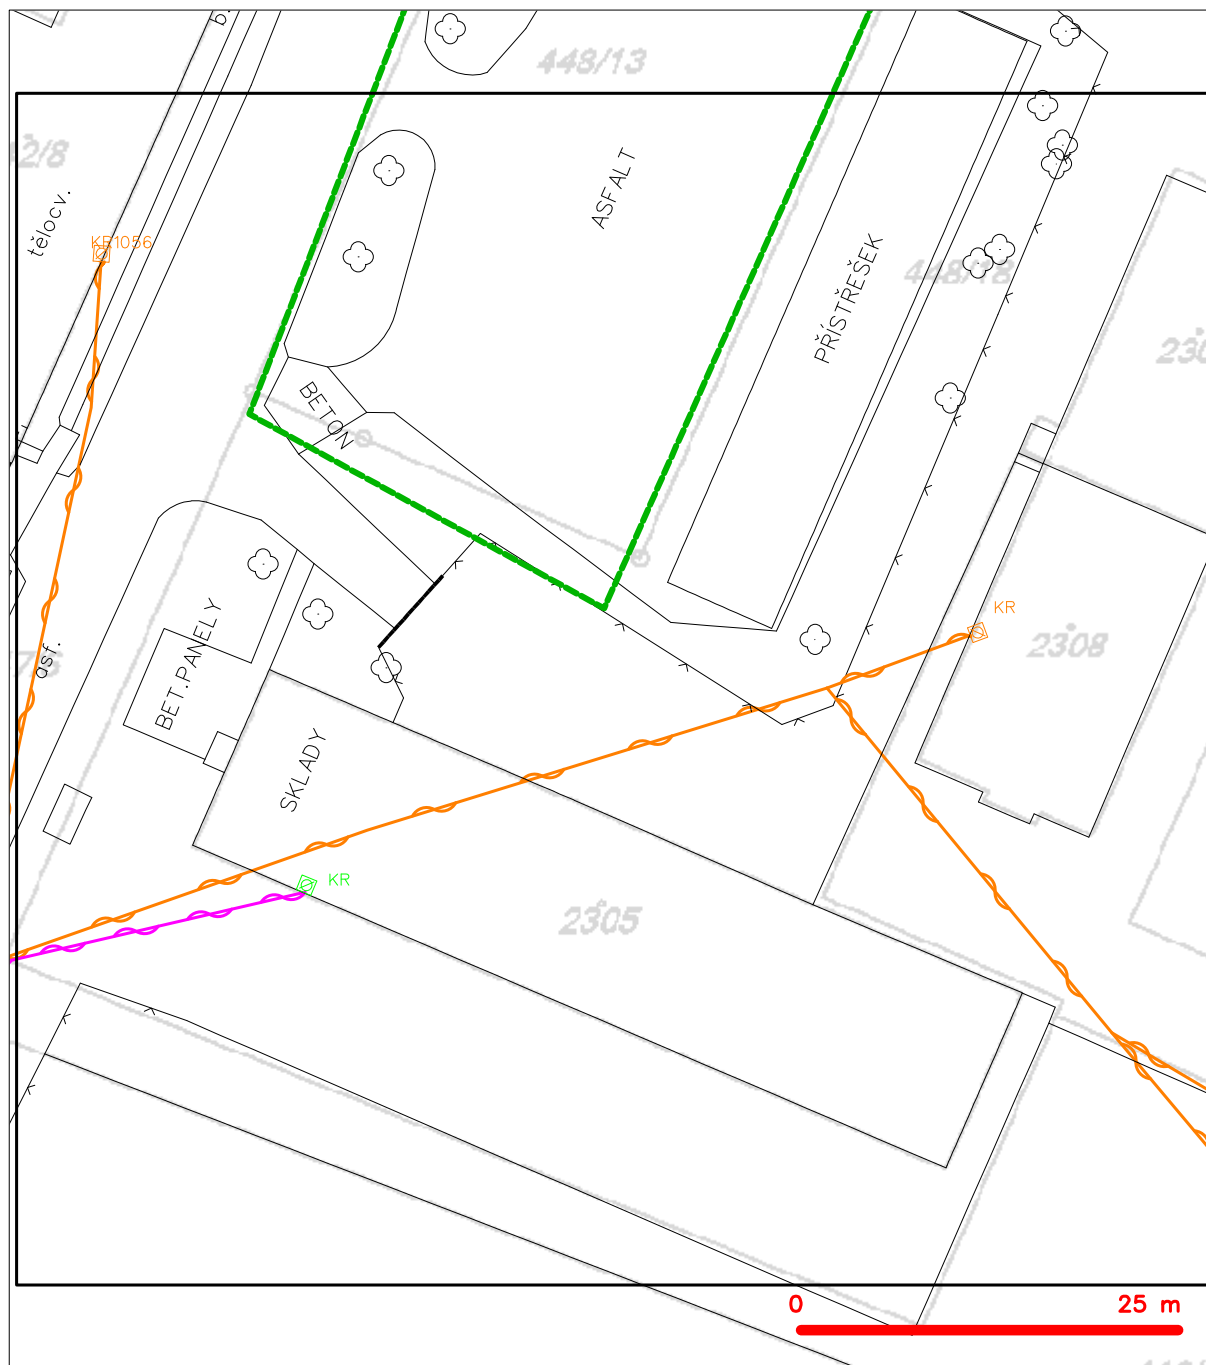 448/13
ASFALT
2/8
tělocv.
KR1056
PŘÍSTŘEŠEK
448/18
BETON
KR
2308
BET.PANELY
asf.
SKLADY
KR
2305
0
25 m